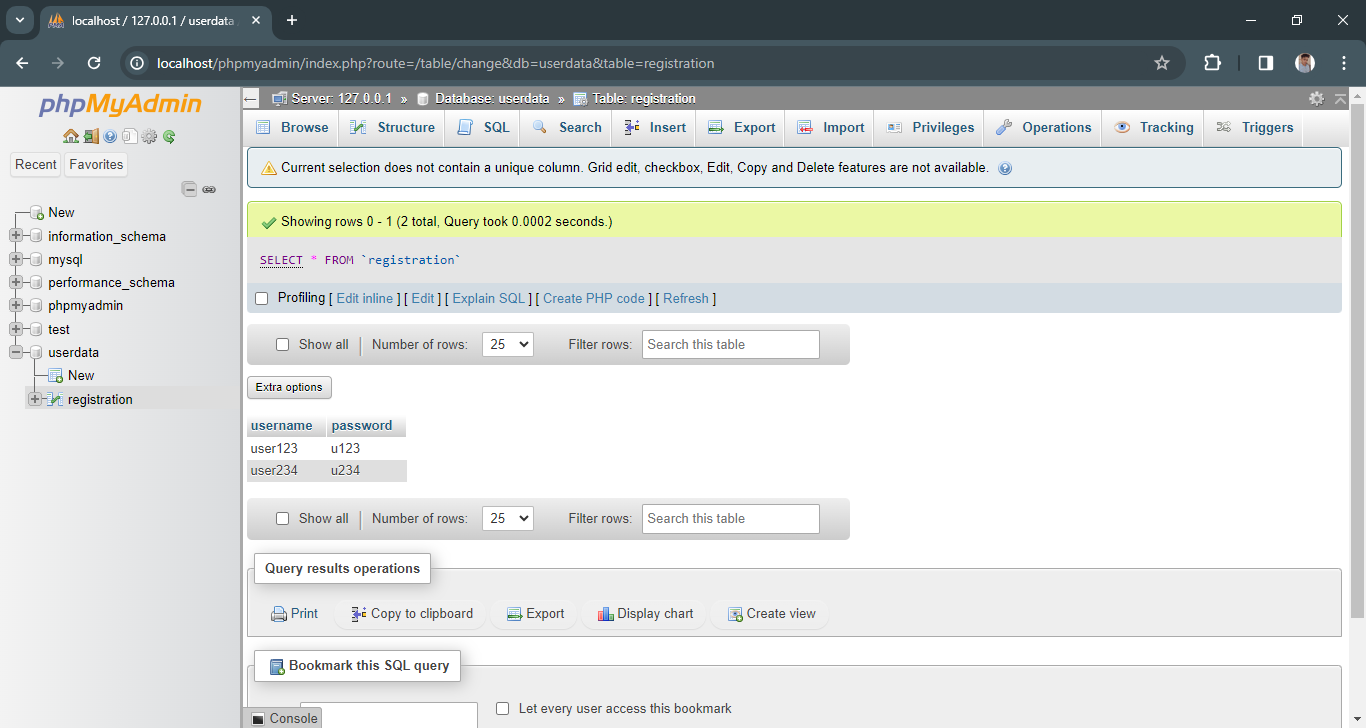 localhost / 127.0.0.1 / userdata
localhost/phpmyadmin/index.php?route=/table/change&db=userdata&table=registration
phpMyAdmin
Recent
Favorites
New
information_schema
mysql
performance_schema
phpmyadmin
test
userdata
New
registration
Server: 127.0.0.1 » Database: userdata » Table: registration
Browse Structure SQL Search Insert Export Import Privileges Operations Tracking Triggers
Current selection does not contain a unique column. Grid edit, checkbox, Edit, Copy and Delete features are not available.
Showing rows 0 - 1 (2 total, Query took 0.0002 seconds.)
SELECT * FROM `registration`
Profiling [ Edit inline ] [ Edit ] [ Explain SQL ] [ Create PHP code ] [ Refresh ]
Show all | Number of rows: 25 Filter rows: Search this table
Extra options
username password
user123 u123
user234 u234
Show all | Number of rows: 25 Filter rows: Search this table
Query results operations
Print Copy to clipboard Export Display chart Create view
Bookmark this SQL query
Let every user access this bookmark
Console